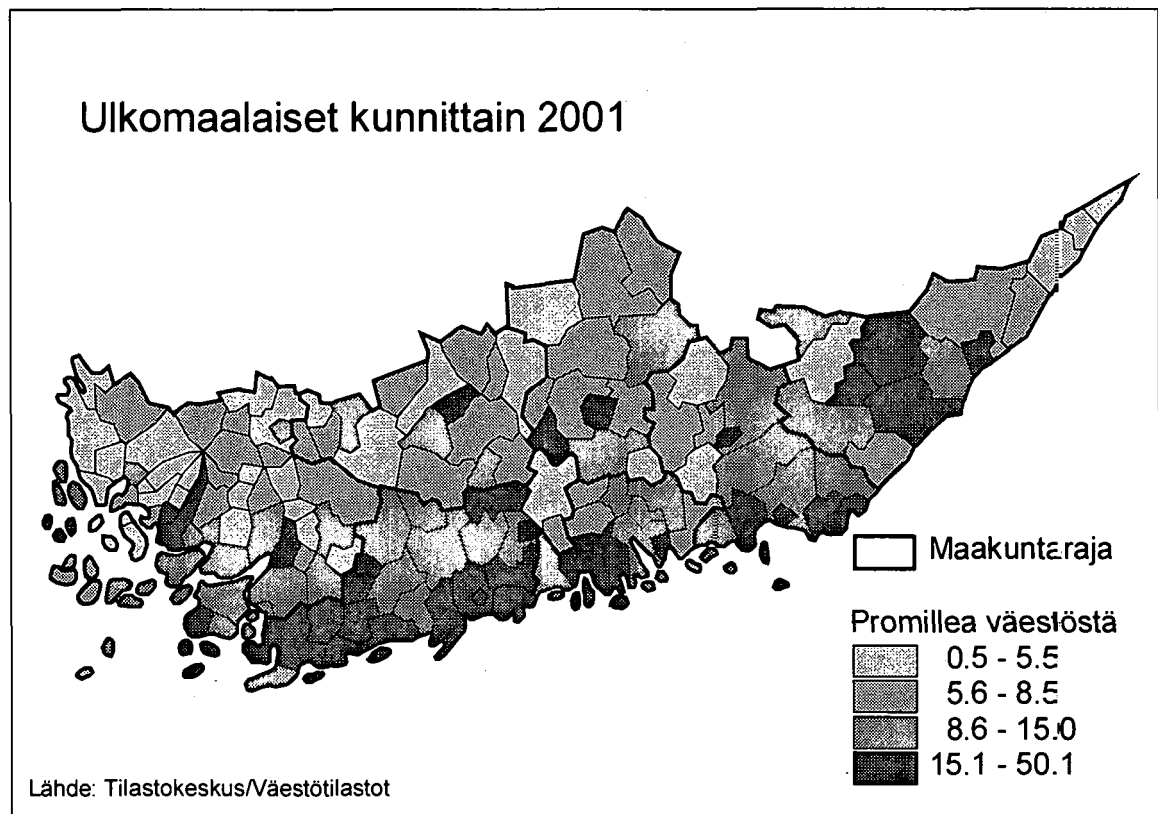 Ulkomaalaiset kunnittain 2001
Maakuntaraja
Promillea väestöstä
0.5 - 5.5
5.6 - 8.5
8.6 - 15.0
15.1 - 50.1
Lähde: Tilastokeskus/Väestötilastot